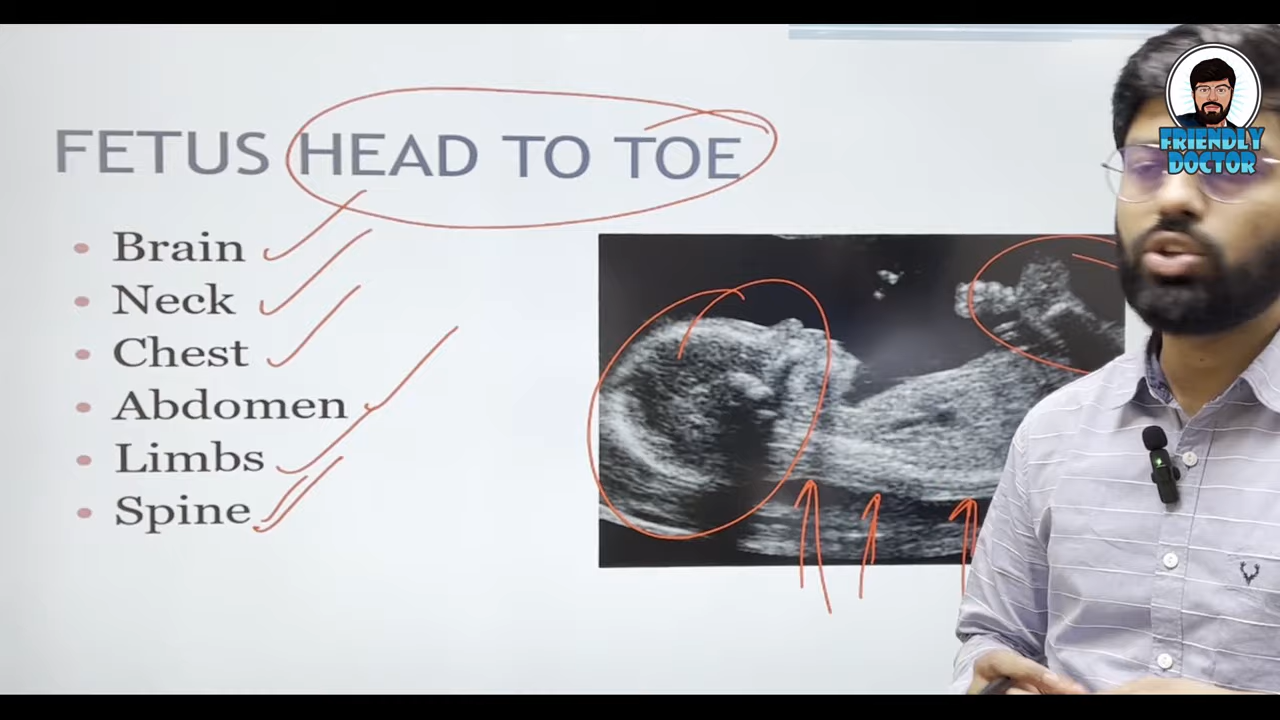 FETUS HEAD TO TOE
• Brain
• Neck
• Chest
• Abdomen
• Limbs
• Spine
FRIENDLY
DOCTOR